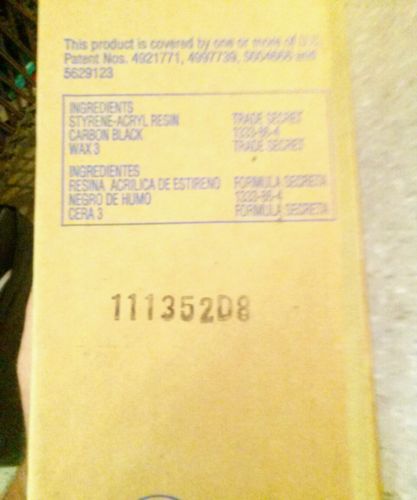 This product is covered by one or more of U.S.
Patent Nos. 4921771, 4997739, 5004666 and
5629123
INGREDIENTS
STYRENE-ACRYL RESIN TRADE SECRET
CARBON BLACK 1333-86-4
WAX 3 TRADE SECRET
INGREDIENTES
RESINA ACRILICA DE ESTIRENO FORMULA SECRETA
NEGRO DE HUMO 1333-86-4
CERA 3 FORMULA SECRETA
111352D8